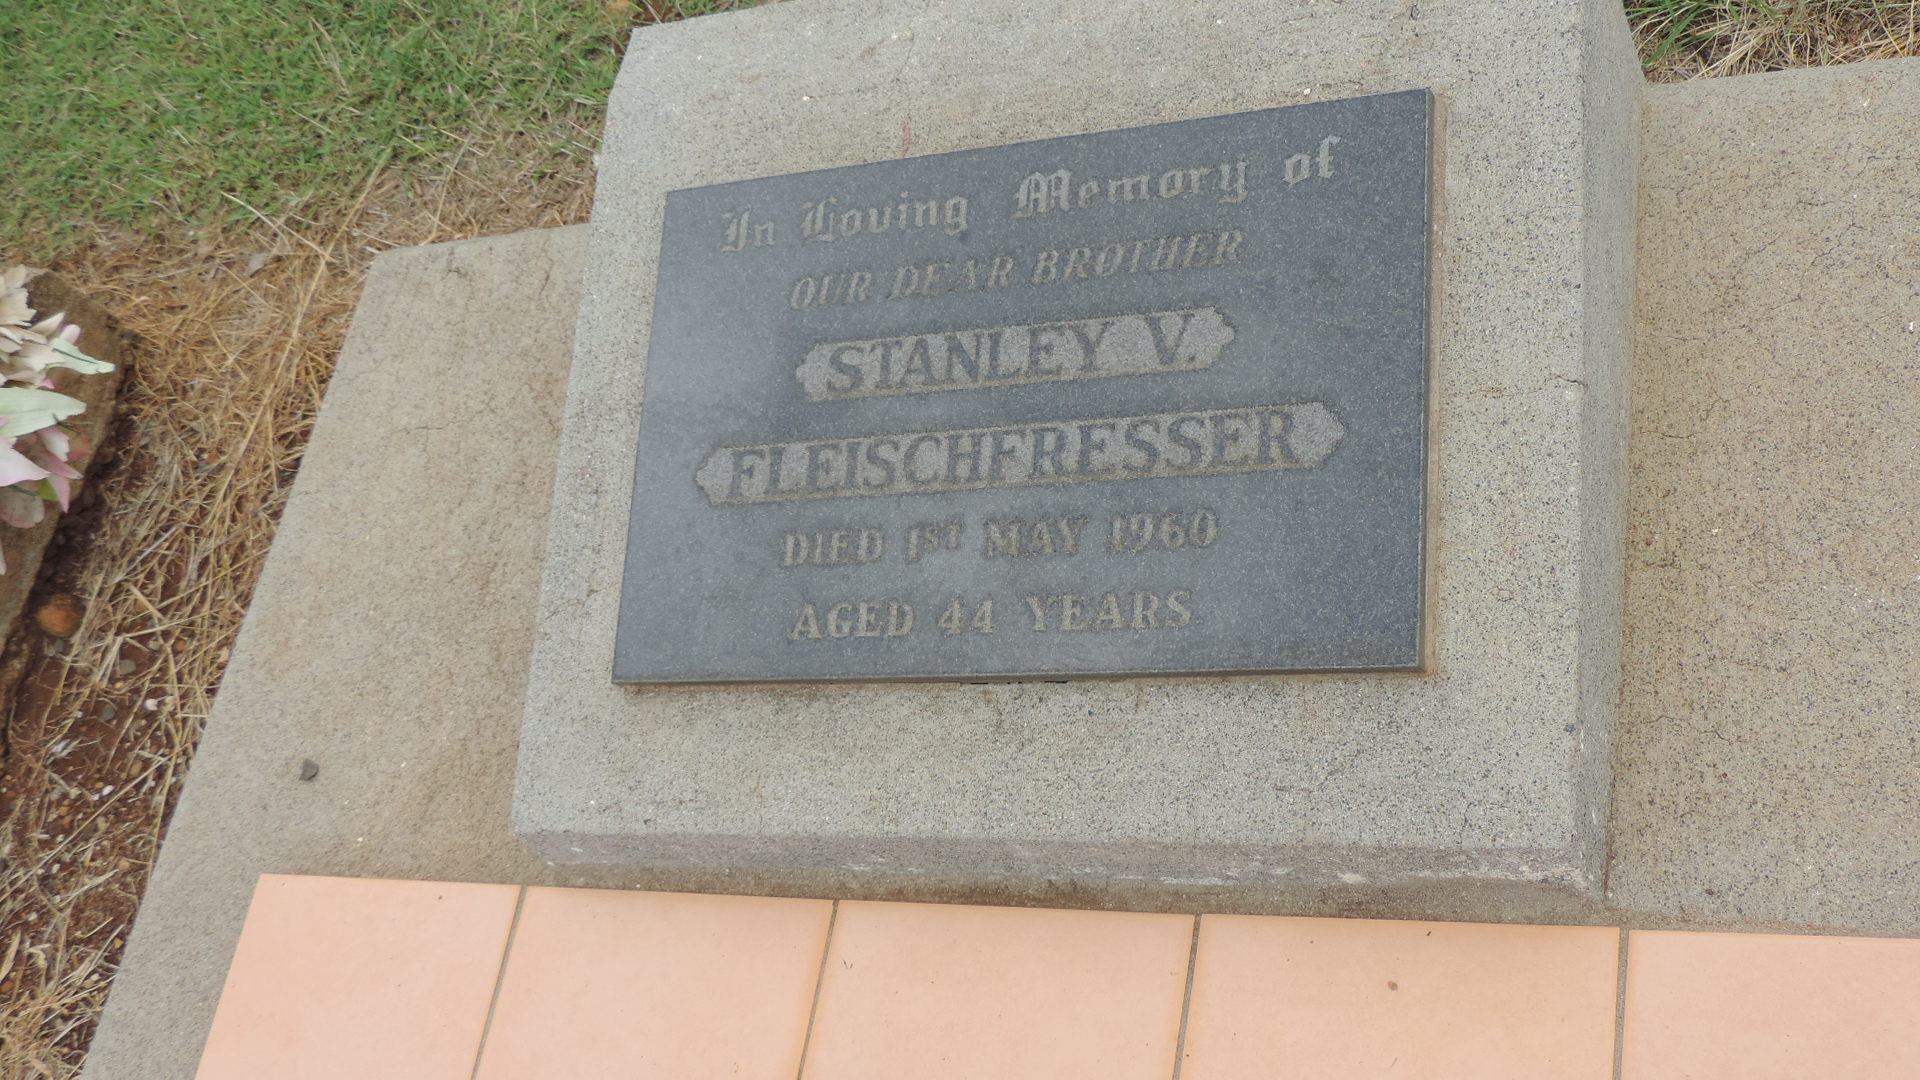 In Loving Memory of
OUR DEAR BROTHER
STANLEY V.
FLEISCHFRESSER
DIED 1ST MAY 1960
AGED 44 YEARS